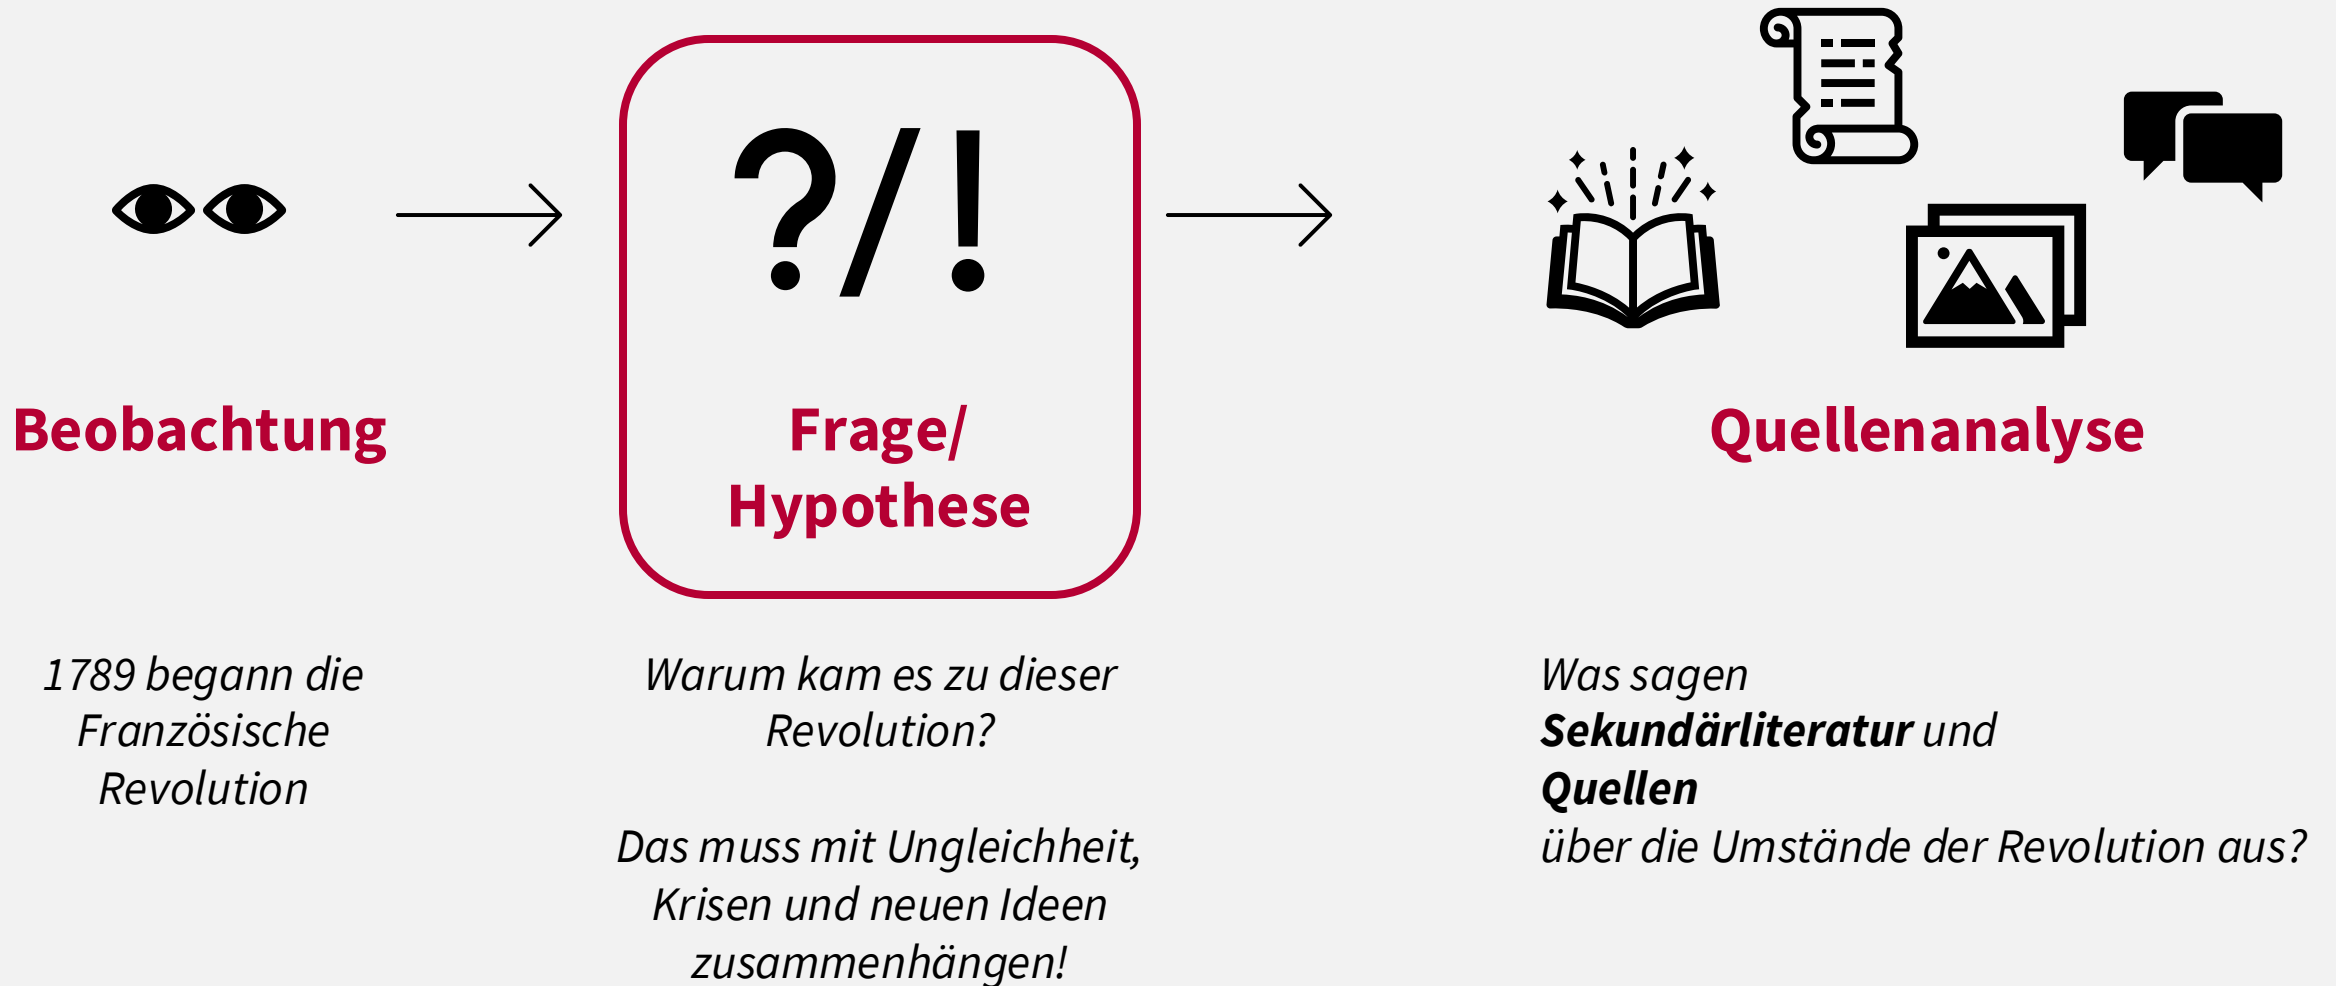 ?/!
Beobachtung
Frage/
Hypothese
Quellenanalyse
1789 begann die
Französische
Revolution
Warum kam es zu dieser
Revolution?
Das muss mit Ungleichheit,
Krisen und neuen Ideen
zusammenhängen!
Was sagen
Sekundärliteratur und
Quellen
über die Umstände der Revolution aus?